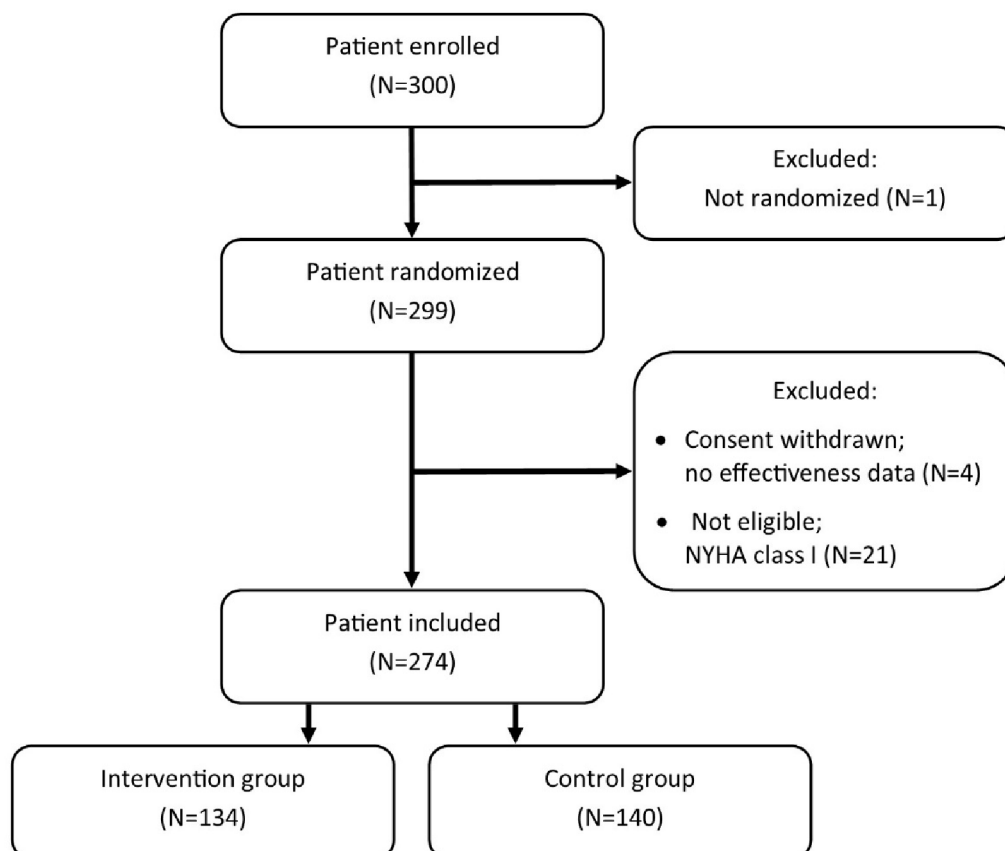 Patient enrolled
(N=300)
Excluded:
Not randomized (N=1)
Patient randomized
(N=299)
Excluded:
• Consent withdrawn;
no effectiveness data (N=4)
• Not eligible;
NYHA class I (N=21)
Patient included
(N=274)
Intervention group
(N=134)
Control group
(N=140)